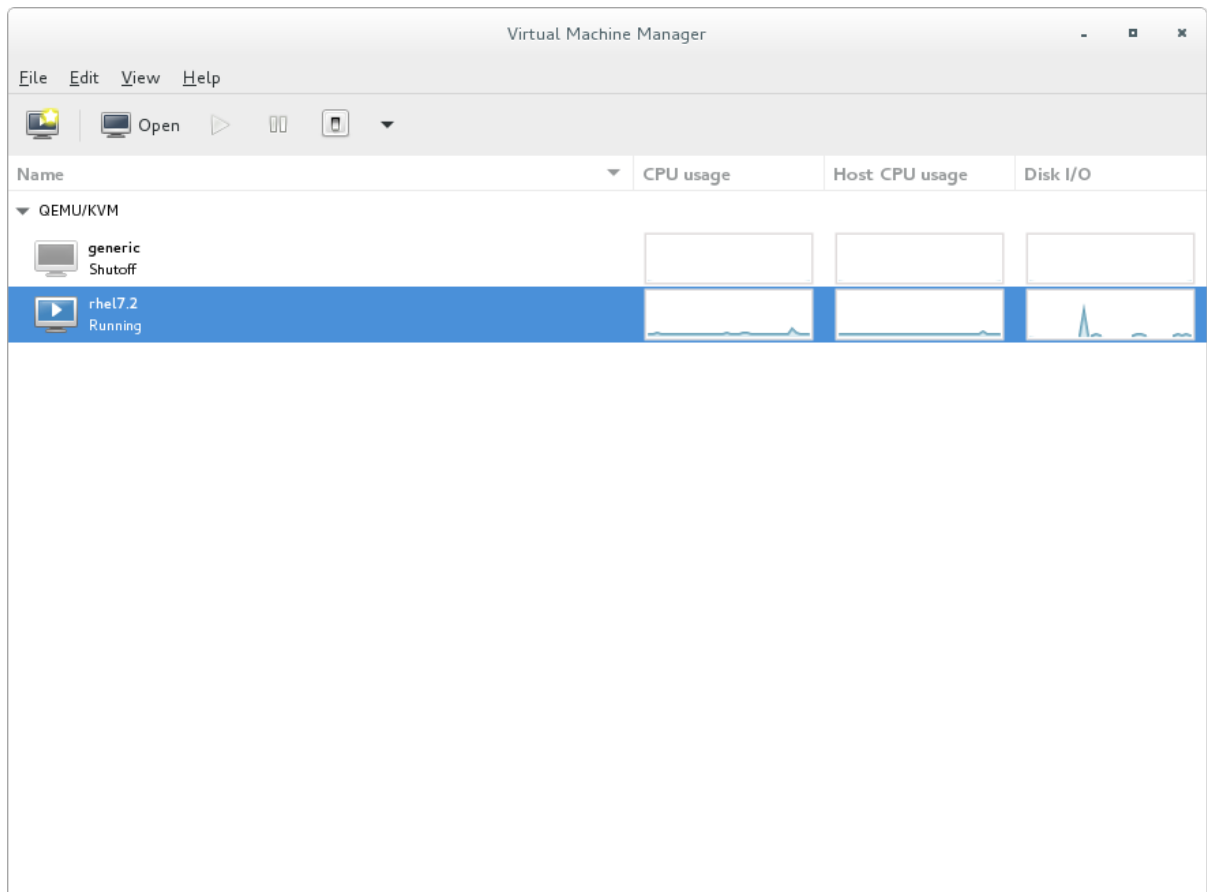 Virtual Machine Manager
File Edit View Help
Open
Name CPU usage Host CPU usage Disk I/O
QEMU/KVM
generic
Shutoff
rhel7.2
Running